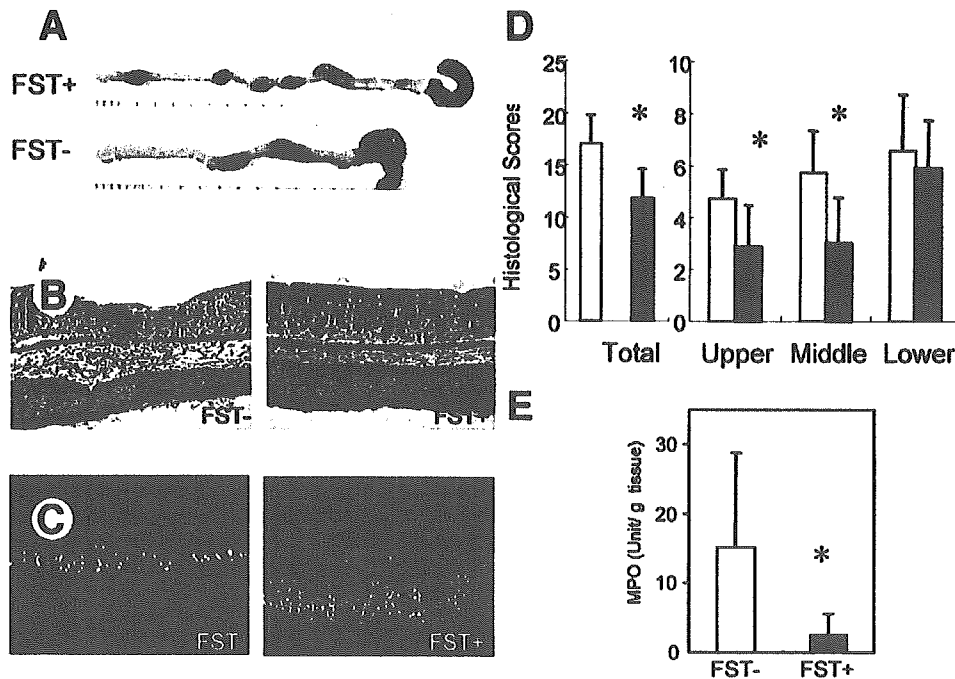 A
FST+
FST-
B
FST-
FST+
C
FST
FST+
D
Histological Scores
25
20
15
10
5
0
*
Total
10
8
6
4
2
0
*
*
Upper
Middle
Lower
E
MPO (Unit/ g tissue)
30
20
10
0
*
FST-
FST+